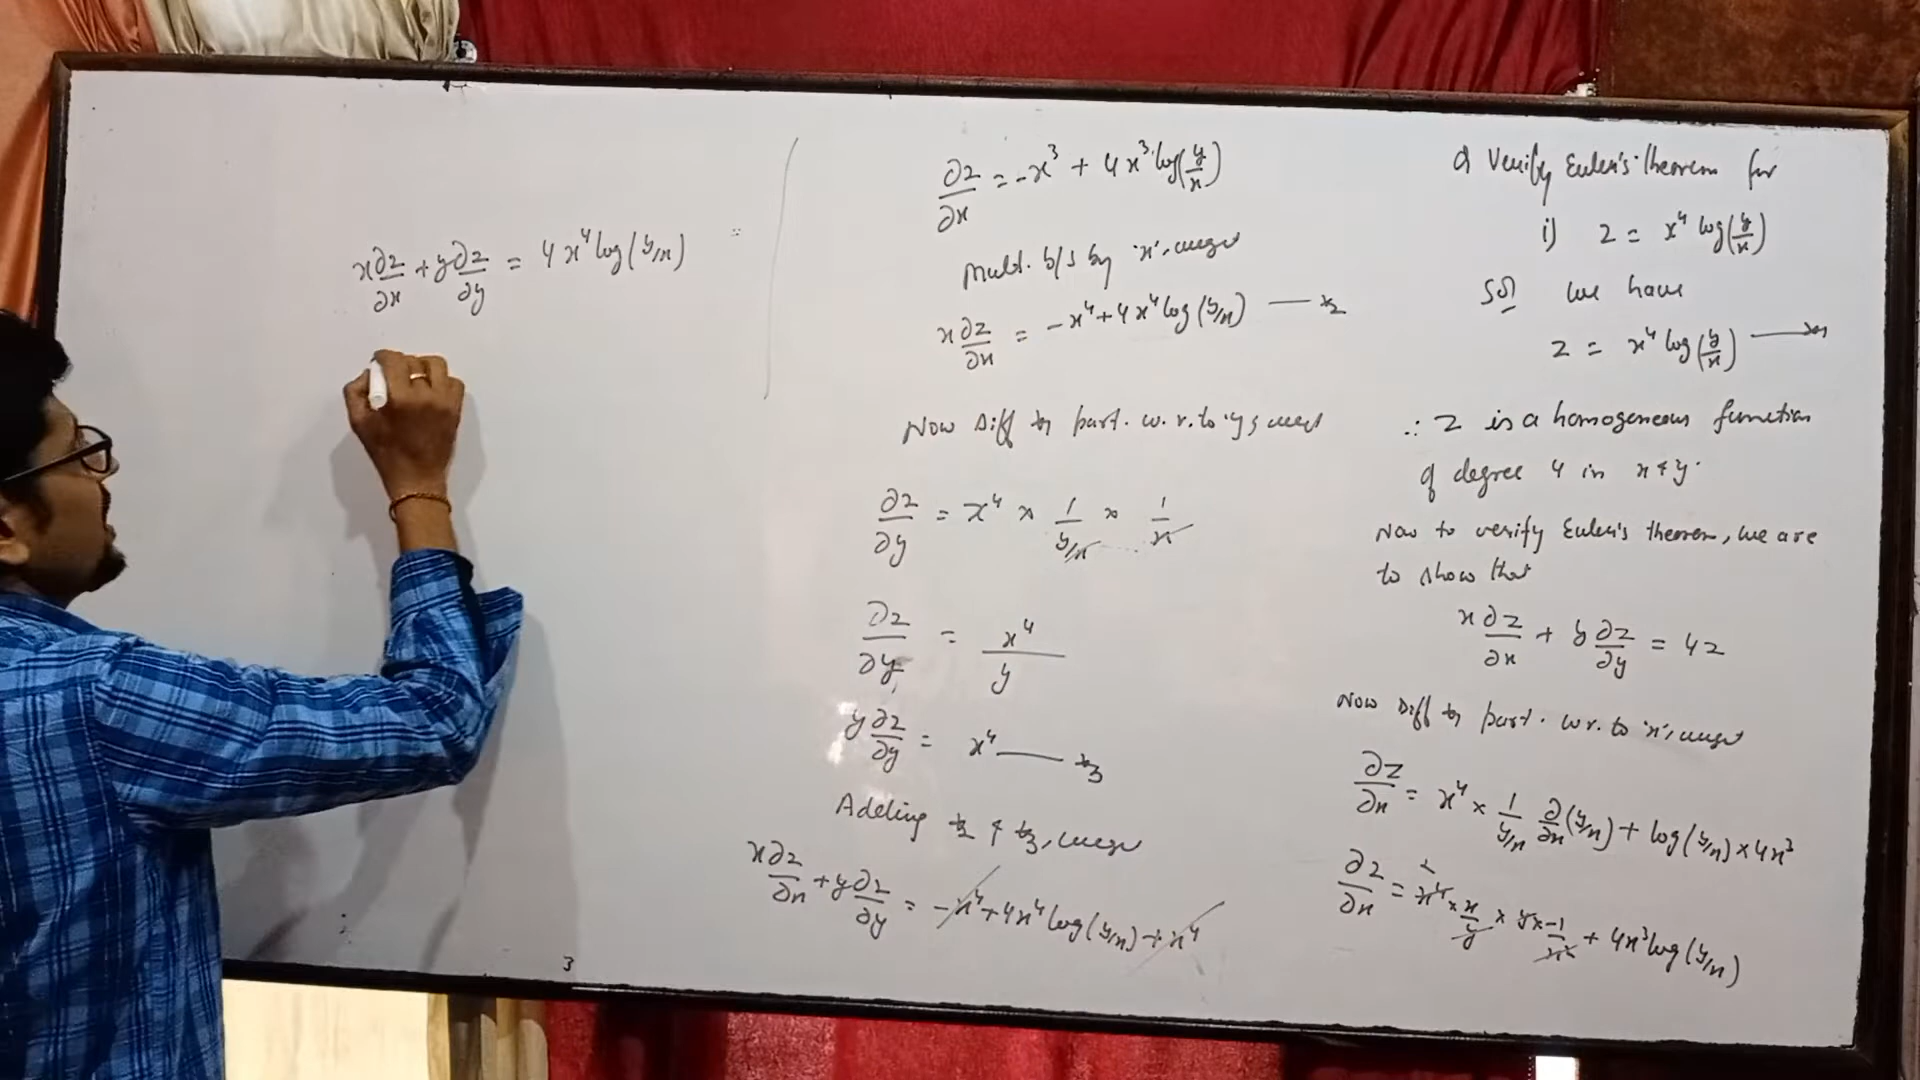 Q Verify Euler's theorem for
i) z = x⁴ log(y/x)
Sol we have
z = x⁴ log(y/x) —— *1
∴ z is a homogeneous function
of degree 4 in x & y.
Now to verify Euler's theorem, we are
to show that
x ∂z/∂x + y ∂z/∂y = 4z
Now Diff *1 part. w.r. to 'x', we get
∂z/∂x = x⁴ × 1/(y/x) ∂/∂x (y/x) + log(y/x) × 4x³
∂z/∂x = x⁴ × x/y × y × -1/x² + 4x³ log(y/x)
∂z/∂x = -x³ + 4x³ log(y/x)
Mult. b/s by 'x', we get
x ∂z/∂x = -x⁴ + 4x⁴ log(y/x) —— *2
Now Diff *1 part. w.r. to 'y', we get
∂z/∂y = x⁴ × 1/(y/x) × 1/x
∂z/∂y = x⁴/y
y ∂z/∂y = x⁴ —— *3
Adding *2 & *3, we get
x ∂z/∂x + y ∂z/∂y = -x⁴ + 4x⁴ log(y/x) + x⁴
x ∂z/∂x + y ∂z/∂y = 4x⁴ log(y/x)
3